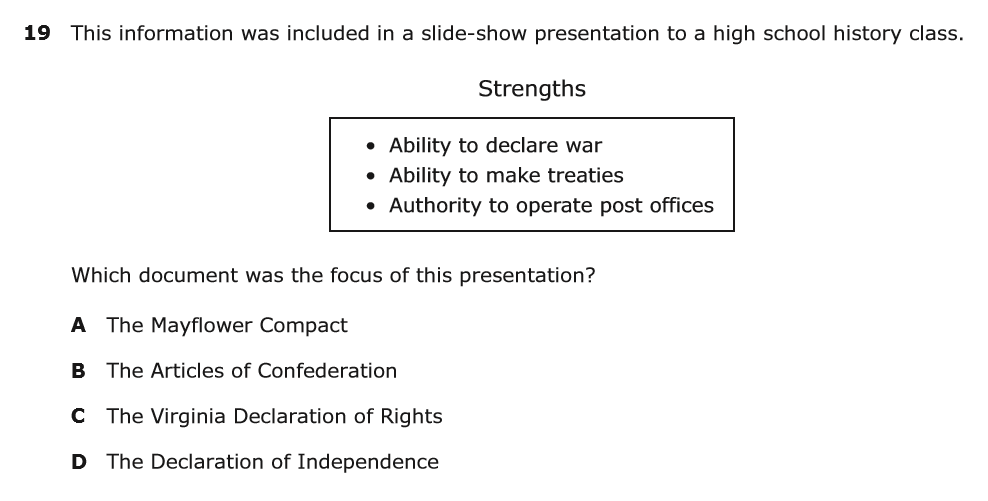 19 This information was included in a slide-show presentation to a high school history class.
Strengths
• Ability to declare war
• Ability to make treaties
• Authority to operate post offices
Which document was the focus of this presentation?
A The Mayflower Compact
B The Articles of Confederation
C The Virginia Declaration of Rights
D The Declaration of Independence